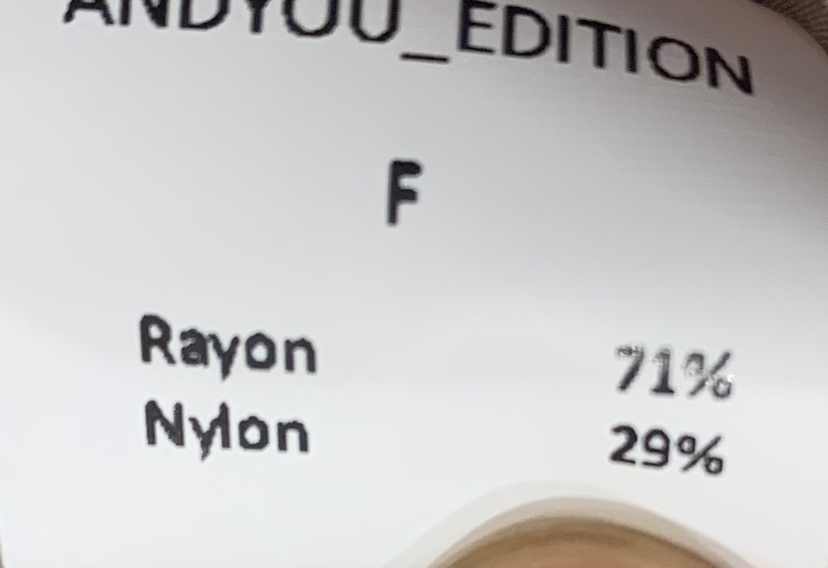 ANDYOU_EDITION
F
Rayon 71%
Nylon 29%